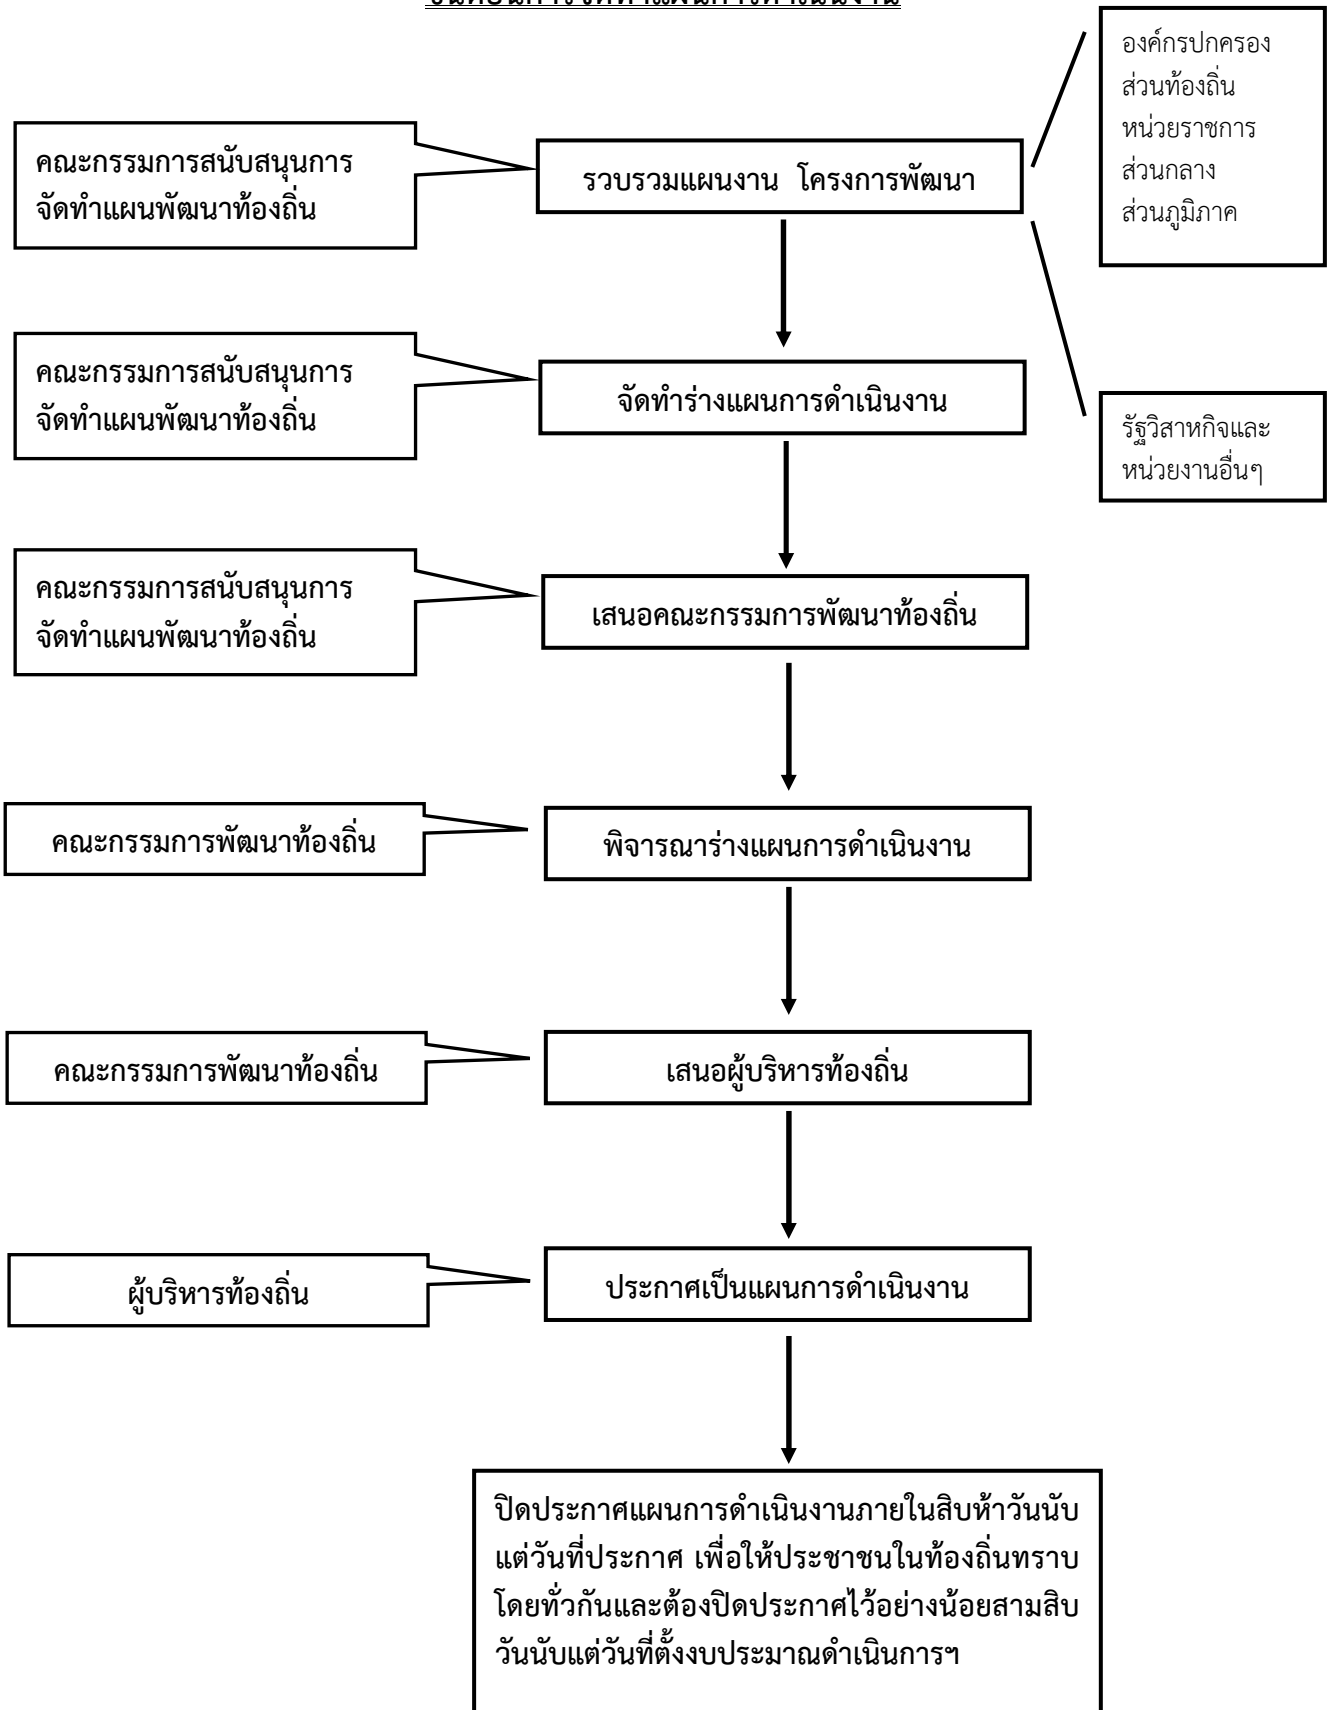 องค์กรปกครอง
ส่วนท้องถิ่น
หน่วยราชการ
ส่วนกลาง
ส่วนภูมิภาค
คณะกรรมการสนับสนุนการ
จัดทำแผนพัฒนาท้องถิ่น
รวบรวมแผนงาน โครงการพัฒนา
คณะกรรมการสนับสนุนการ
จัดทำแผนพัฒนาท้องถิ่น
จัดทำร่างแผนการดำเนินงาน
รัฐวิสาหกิจและ
หน่วยงานอื่นๆ
คณะกรรมการสนับสนุนการ
จัดทำแผนพัฒนาท้องถิ่น
เสนอคณะกรรมการพัฒนาท้องถิ่น
คณะกรรมการพัฒนาท้องถิ่น
พิจารณาร่างแผนการดำเนินงาน
คณะกรรมการพัฒนาท้องถิ่น
เสนอผู้บริหารท้องถิ่น
ผู้บริหารท้องถิ่น
ประกาศเป็นแผนการดำเนินงาน
ปิดประกาศแผนการดำเนินงานภายในสิบห้าวันนับ
แต่วันที่ประกาศ เพื่อให้ประชาชนในท้องถิ่นทราบ
โดยทั่วกันและต้องปิดประกาศไว้อย่างน้อยสามสิบ
วันนับแต่วันที่ตั้งงบประมาณดำเนินการฯ